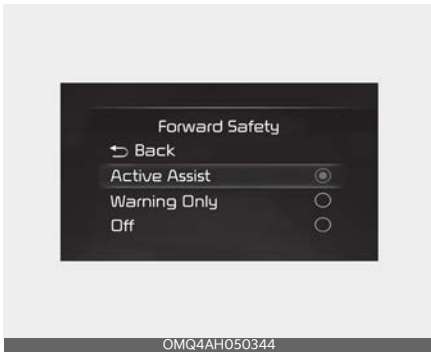 Forward Safety
Back
Active Assist
Warning Only
Off
OMQ4AH050344